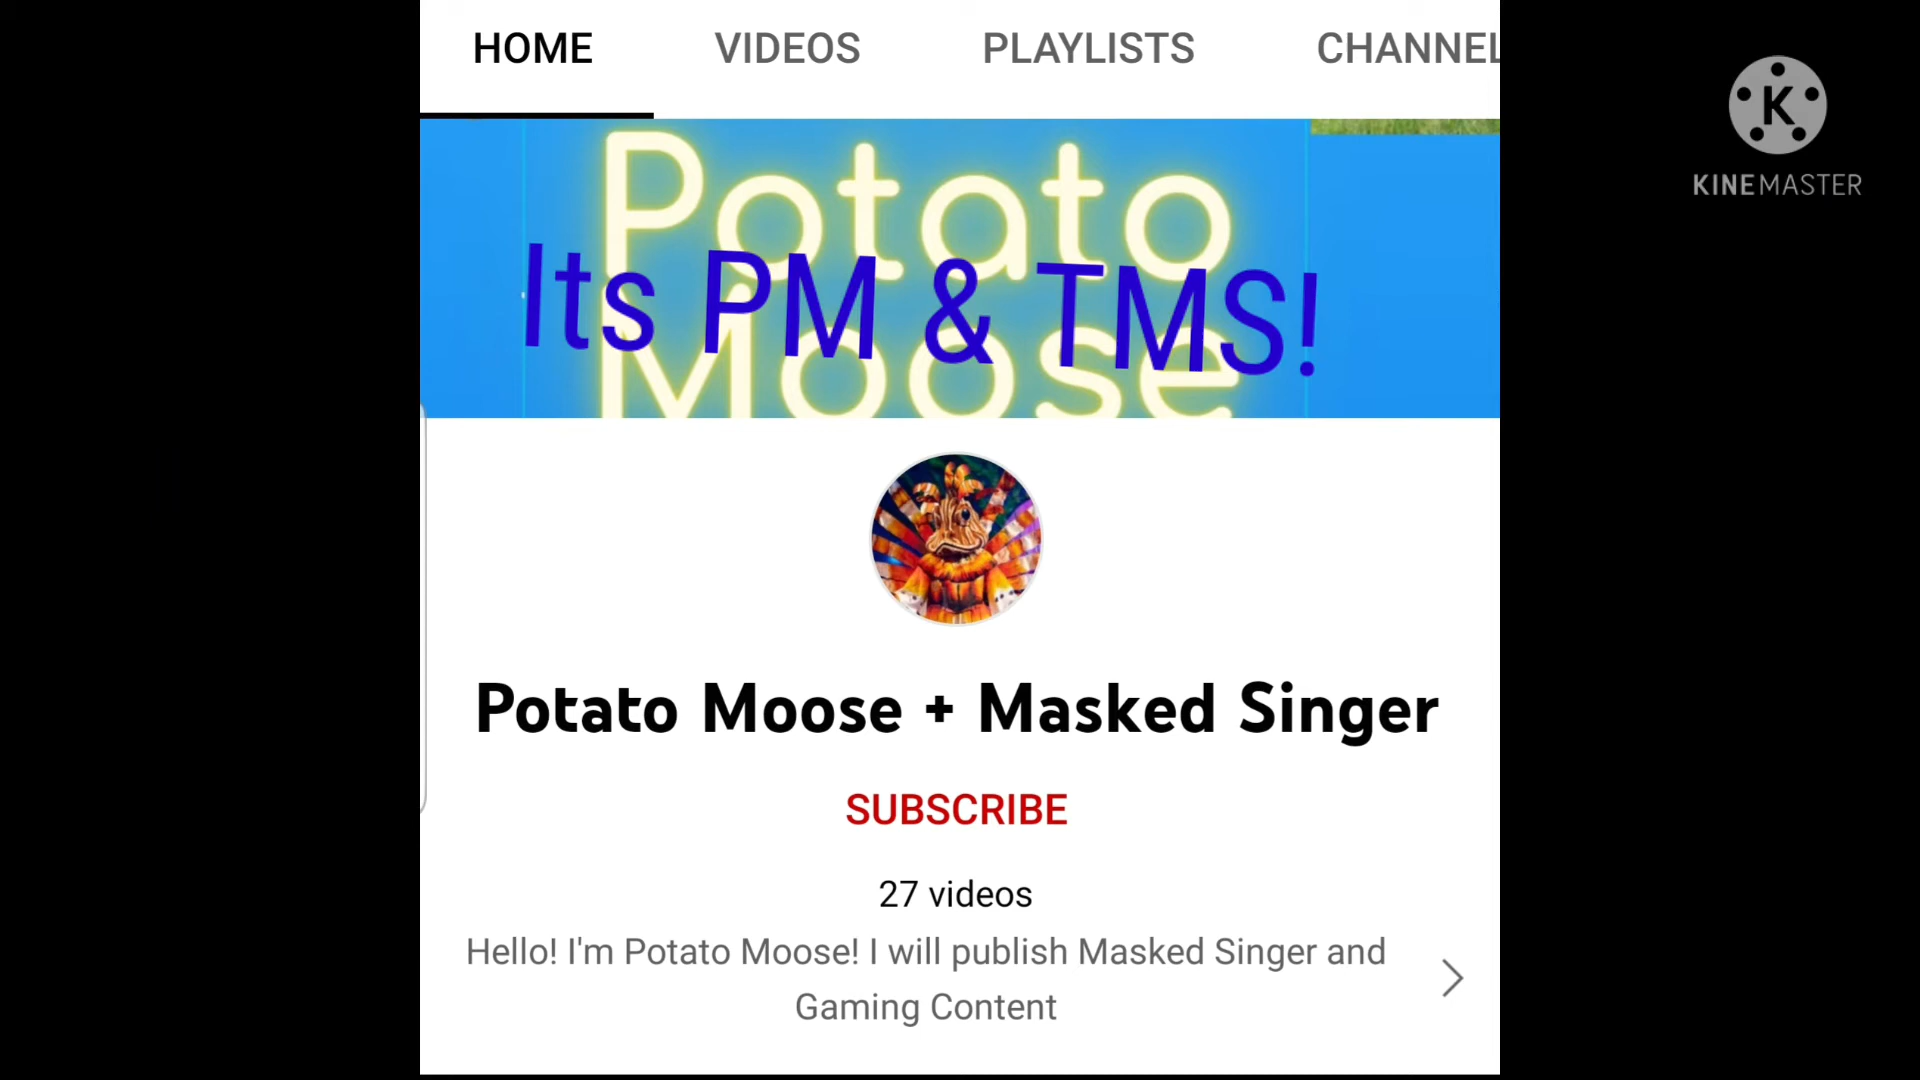 HOME VIDEOS PLAYLISTS CHANNEL
K
KINEMASTER
Potato
Its PM & TMS!
Moose
Potato Moose + Masked Singer
SUBSCRIBE
27 videos
Hello! I'm Potato Moose! I will publish Masked Singer and
Gaming Content